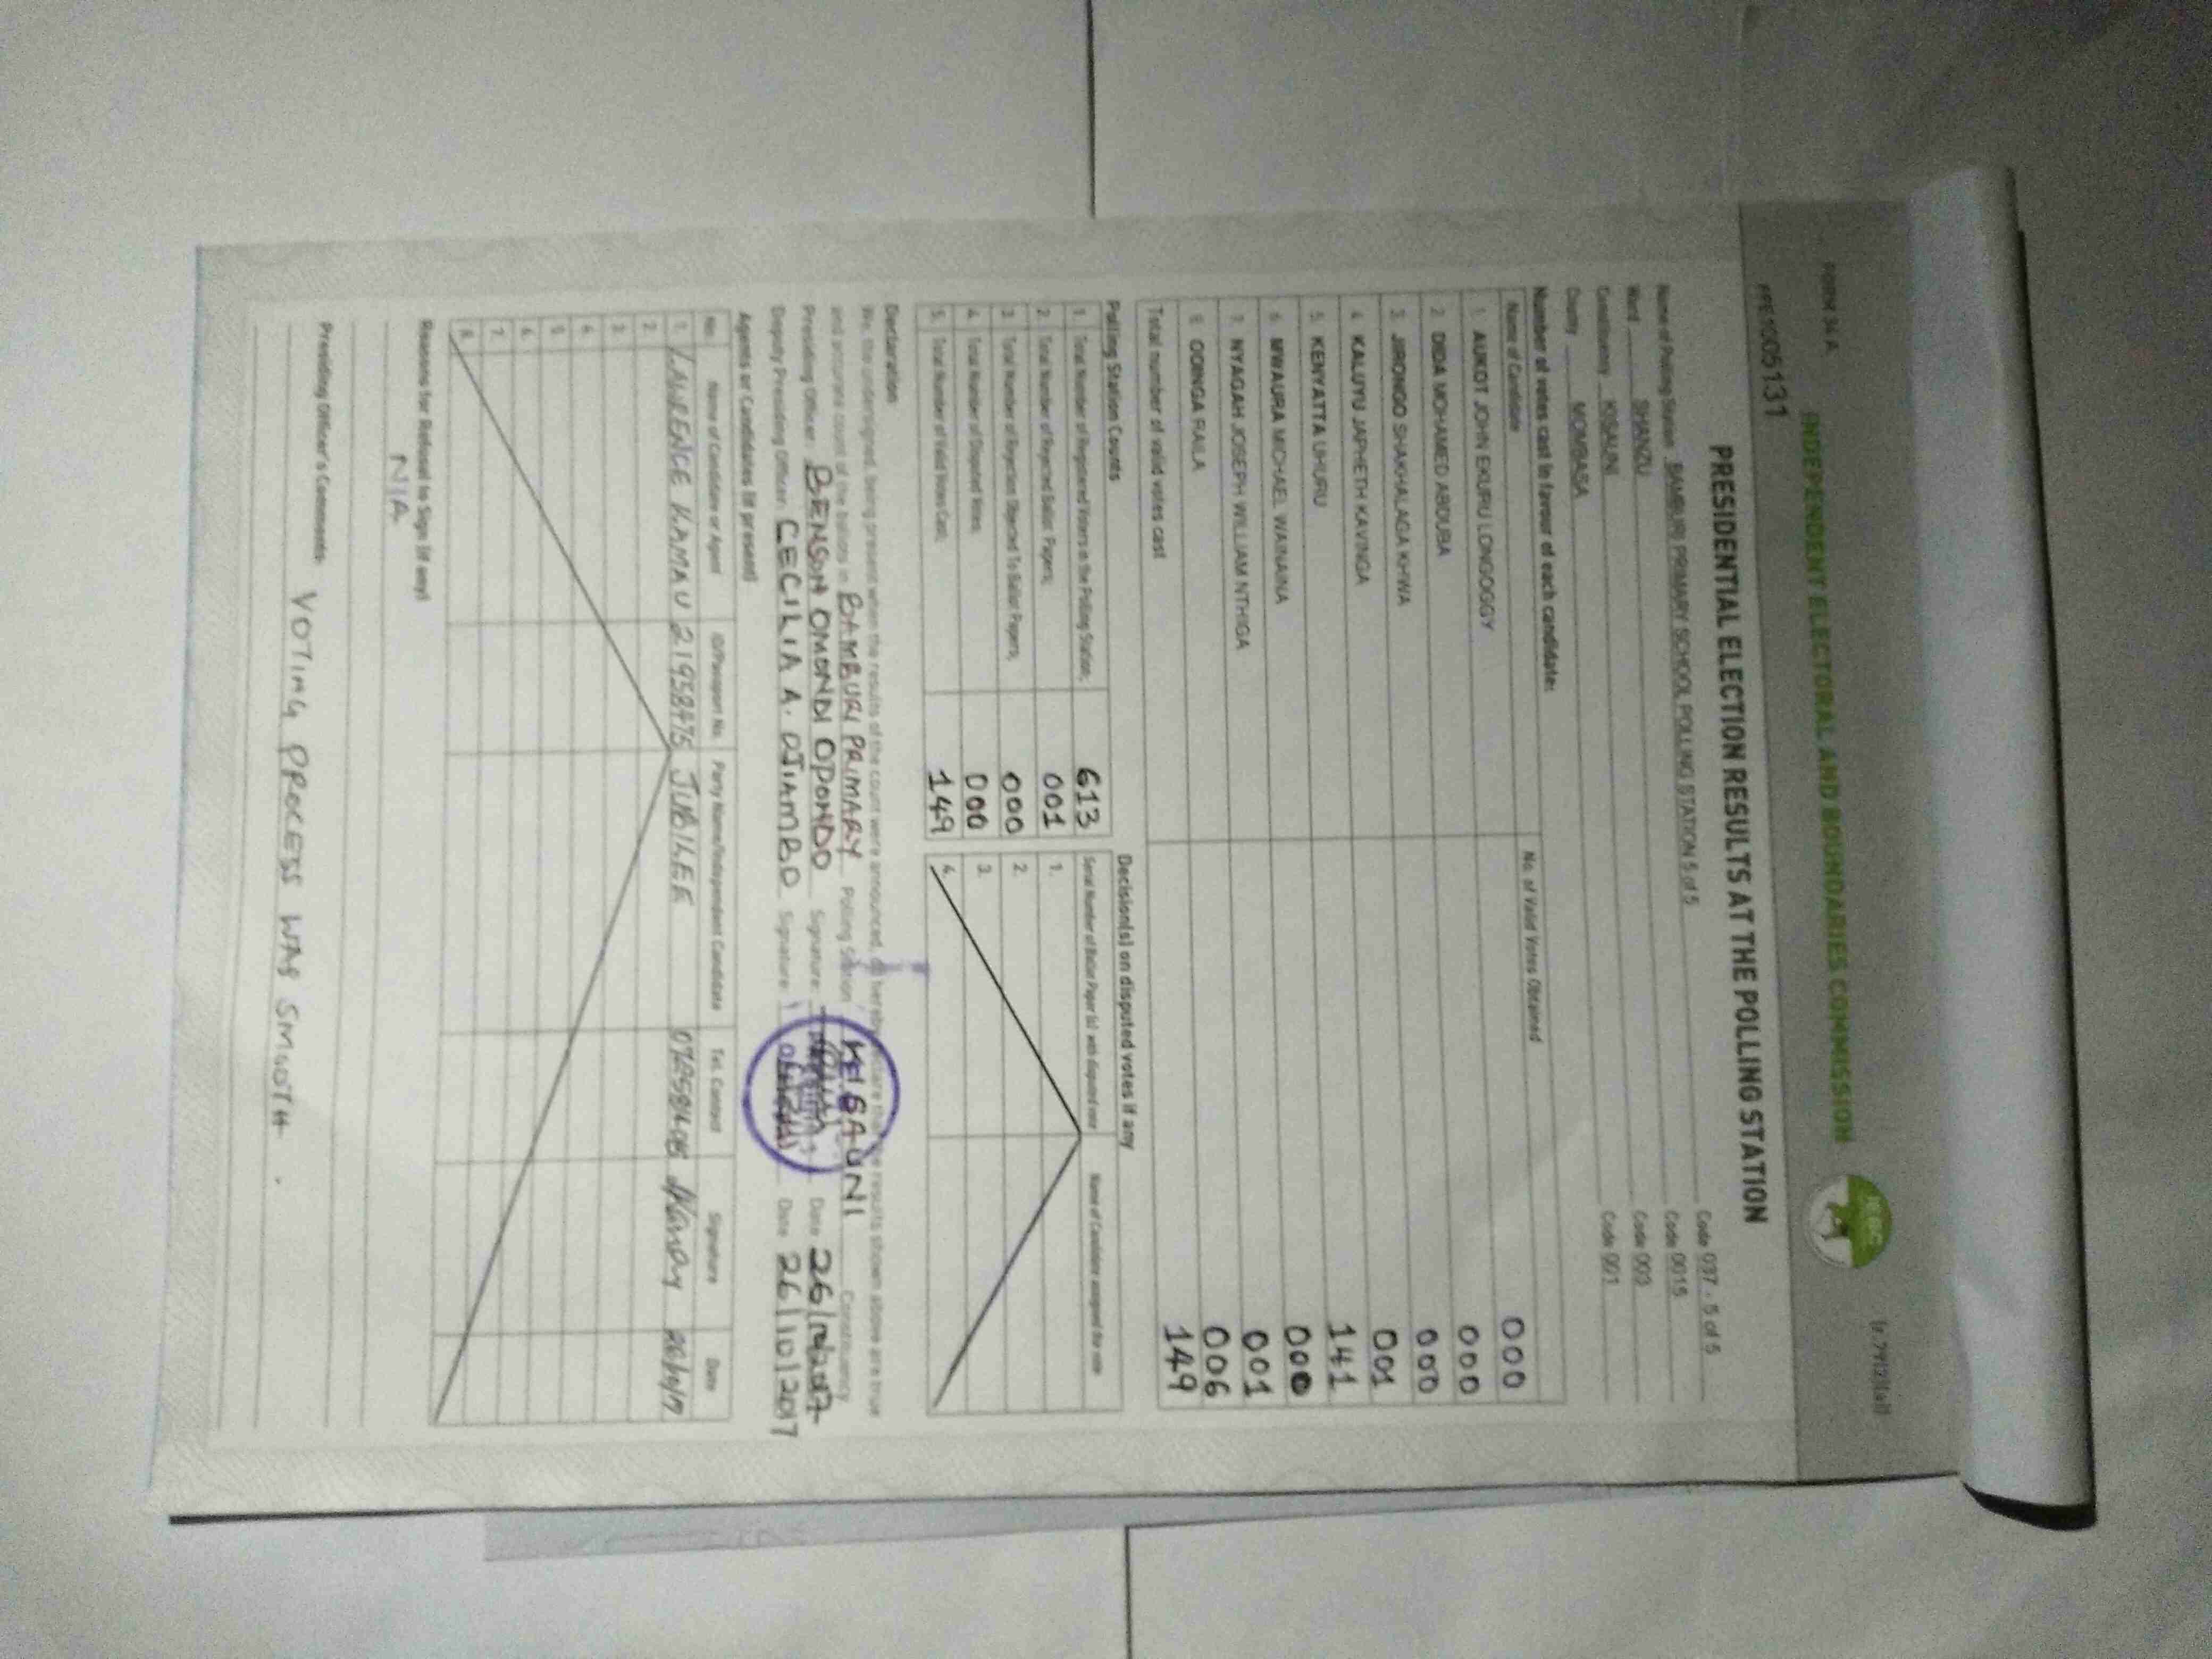 FORM 34 A
(r.79(2)(a))
INDEPENDENT ELECTORAL AND BOUNDARIES COMMISSION
IEBC
PRE1005131
PRESIDENTIAL ELECTION RESULTS AT THE POLLING STATION
Name of Polling Station BAMBURI PRIMARY SCHOOL POLLING STATION 5 of 5 Code 037 - 5 of 5
Ward SHANZU Code 0015
Constituency KISAUNI Code 003
County MOMBASA Code 001
Number of votes cast in favour of each candidate:
Name of Candidate No. of Valid Votes Obtained
1. AUKOT JOHN EKURU LONGOGGY 000
2. DIDA MOHAMED ABDUBA 000
3. JIRONGO SHAKHALAGA KHWA 000
4. KALUYU JAPHETH KAVINGA 001
5. KENYATTA UHURU 141
6. MWAURA MICHAEL WAINAINA 000
7. NYAGAH JOSEPH WILLIAM NTHIGA 001
8. ODINGA RAILA 006
Total number of valid votes cast 149
Polling Station Counts
1. Total Number of Registered Voters in the Polling Station; 613
2. Total Number of Rejected Ballot Papers; 001
3. Total Number of Rejection Objected To Ballot Papers; 000
4. Total Number of Disputed Votes; 000
5. Total Number of Valid Votes Cast; 149
Decision(s) on disputed votes if any
Serial Number of Ballot Paper (s) with disputed vote Name of Candidate assigned the vote
1.
2.
3.
4.
Declaration
We, the undersigned, being present when the results of the count were announced, do hereby declare that the results shown above are true
and accurate count of the ballots in BAMBURI PRIMARY Polling Station KISAUNI Constituency
Presiding Officer BENSON OMONDI OPONDO Signature: Date 26/10/2017
Deputy Presiding Officer: CECILIA A. OJIAMBO Signature: Date 26/10/2017
Agents or Candidates (if present)
No. Name of Candidate or Agent ID/Passport No. Party Name/Independent Candidate Tel. Contact Signature Date
1. LAWRENCE KAMAU 21958475 JUBILEE 26/10/17
2.
3.
4.
5.
6.
7.
8.
Reasons for Refusal to Sign (if any)
N/A
Presiding Officer's Comments: VOTING PROCESS WAS SMOOTH.